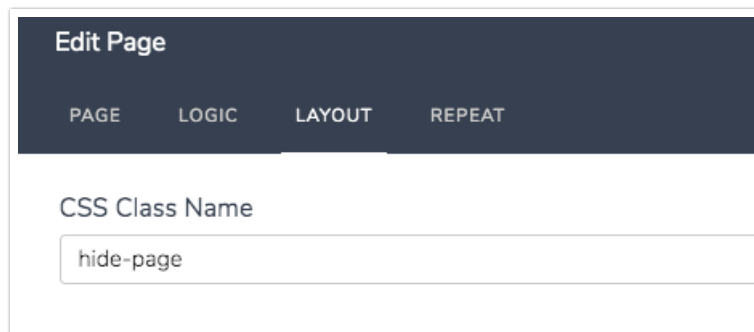 Edit Page
PAGE LOGIC LAYOUT REPEAT
CSS Class Name
hide-page